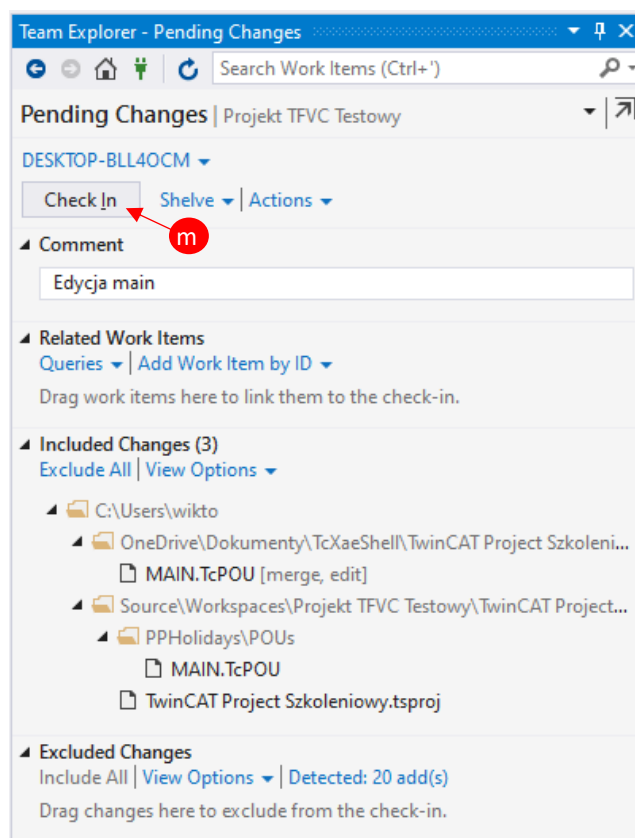 Team Explorer - Pending Changes
Search Work Items (Ctrl+')
Pending Changes | Projekt TFVC Testowy
DESKTOP-BLL4OCM
Check In Shelve | Actions
m
Comment
Edycja main
Related Work Items
Queries | Add Work Item by ID
Drag work items here to link them to the check-in.
Included Changes (3)
Exclude All | View Options
C:\Users\wikto
OneDrive\Dokumenty\TcXaeShell\TwinCAT Project Szkoleni...
MAIN.TcPOU [merge, edit]
Source\Workspaces\Projekt TFVC Testowy\TwinCAT Project...
PPHolidays\POUs
MAIN.TcPOU
TwinCAT Project Szkoleniowy.tsproj
Excluded Changes
Include All | View Options | Detected: 20 add(s)
Drag changes here to exclude from the check-in.